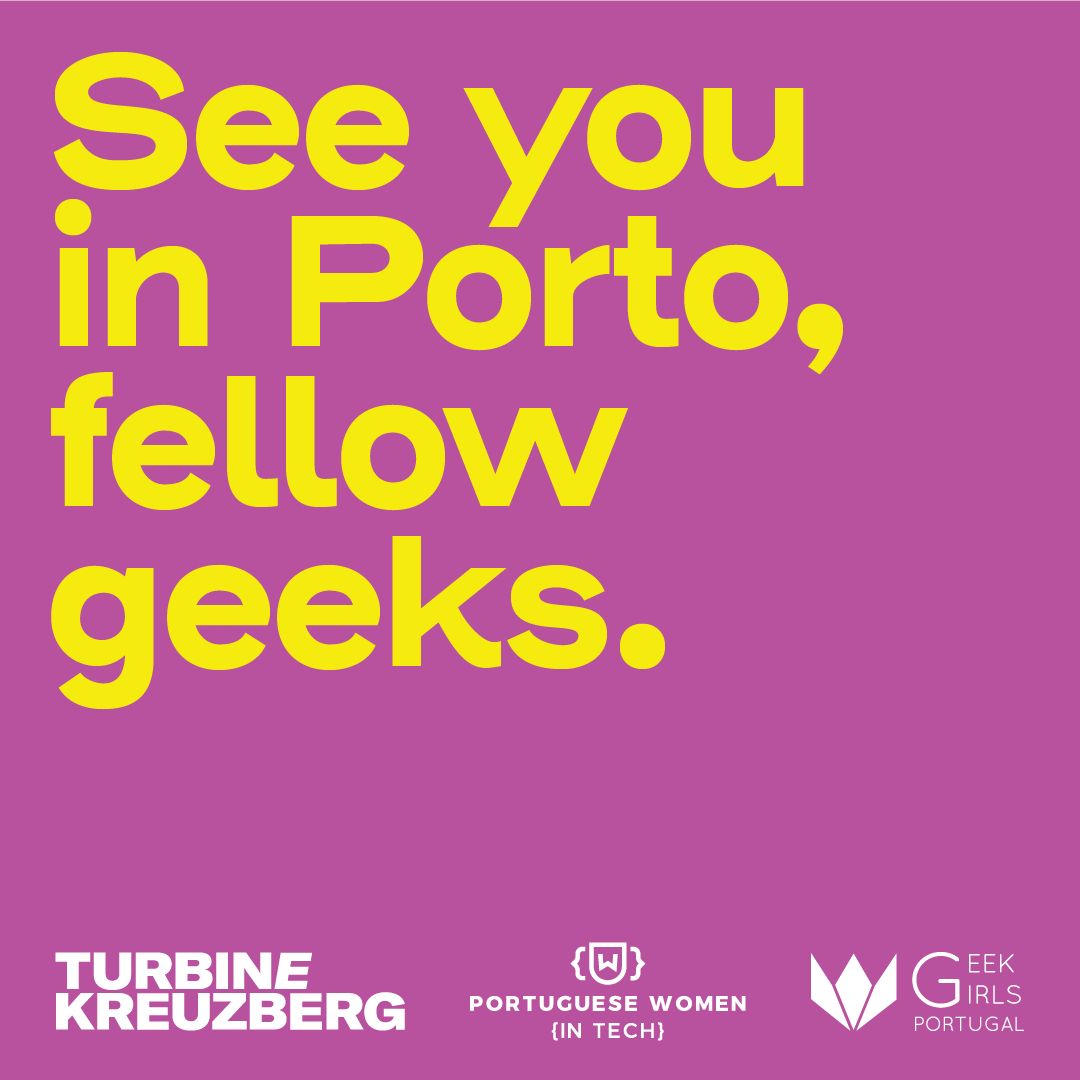 See you
in Porto,
fellow
geeks.
TURBINE
KREUZBERG
{W}
PORTUGUESE WOMEN
{IN TECH}
GEEK
GIRLS
PORTUGAL